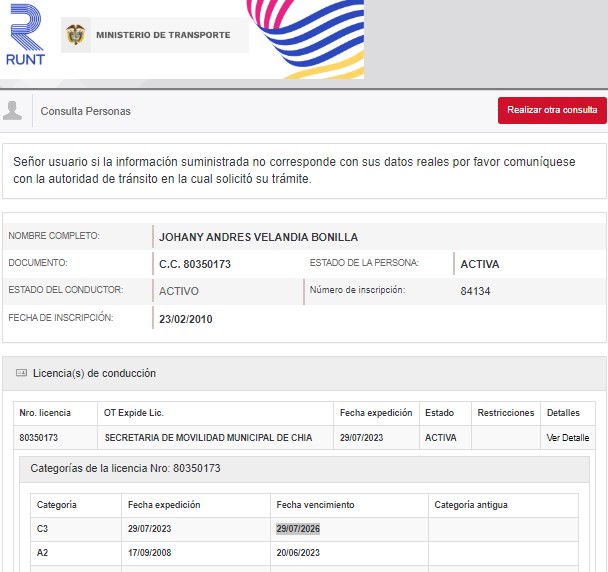 RUNT
MINISTERIO DE TRANSPORTE
Consulta Personas
Realizar otra consulta
Señor usuario si la información suministrada no corresponde con sus datos reales por favor comuníquese
con la autoridad de tránsito en la cual solicitó su trámite.
NOMBRE COMPLETO: JOHANY ANDRES VELANDIA BONILLA
DOCUMENTO: C.C. 80350173 ESTADO DE LA PERSONA: ACTIVA
ESTADO DEL CONDUCTOR: ACTIVO Número de inscripción: 84134
FECHA DE INSCRIPCIÓN: 23/02/2010
Licencia(s) de conducción
Nro. licencia OT Expide Lic. Fecha expedición Estado Restricciones Detalles
80350173 SECRETARIA DE MOVILIDAD MUNICIPAL DE CHIA 29/07/2023 ACTIVA Ver Detalle
Categorías de la licencia Nro: 80350173
Categoría Fecha expedición Fecha vencimiento Categoría antigua
C3 29/07/2023 29/07/2026
A2 17/09/2008 20/06/2023